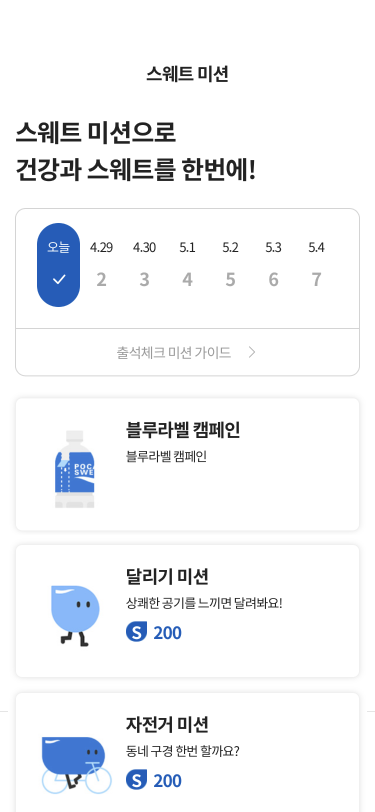 스웨트 미션
스웨트 미션으로
건강과 스웨트를 한번에!
오늘 4.29 4.30 5.1 5.2 5.3 5.4
2 3 4 5 6 7
출석체크 미션 가이드
블루라벨 캠페인
블루라벨 캠페인
POCA
SWE
달리기 미션
상쾌한 공기를 느끼면 달려봐요!
S 200
자전거 미션
동네 구경 한번 할까요?
S 200